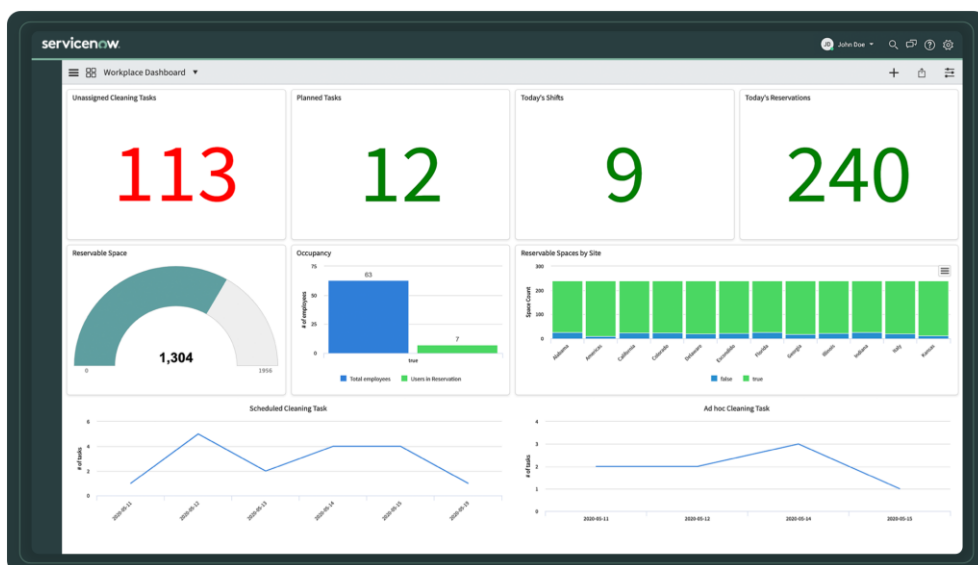 servicenow
JD John Doe
Workplace Dashboard
Unassigned Cleaning Tasks
113
Planned Tasks
12
Today's Shifts
9
Today's Reservations
240
Reservable Space
1,304
0
1956
Occupancy
75
50
25
0
# of employees
63
7
true
Total employees
Users in Reservation
Reservable Spaces by Site
300
200
100
0
Space Count
Alabama
Americas
California
Colorado
Delaware
Escondido
Florida
Georgia
Illinois
Indiana
Italy
Kansas
false
true
Scheduled Cleaning Task
6
4
2
0
# of tasks
2020-05-11
2020-05-12
2020-05-13
2020-05-14
2020-05-15
2020-05-19
Ad hoc Cleaning Task
4
3
2
1
0
# of tasks
2020-05-11
2020-05-12
2020-05-14
2020-05-15